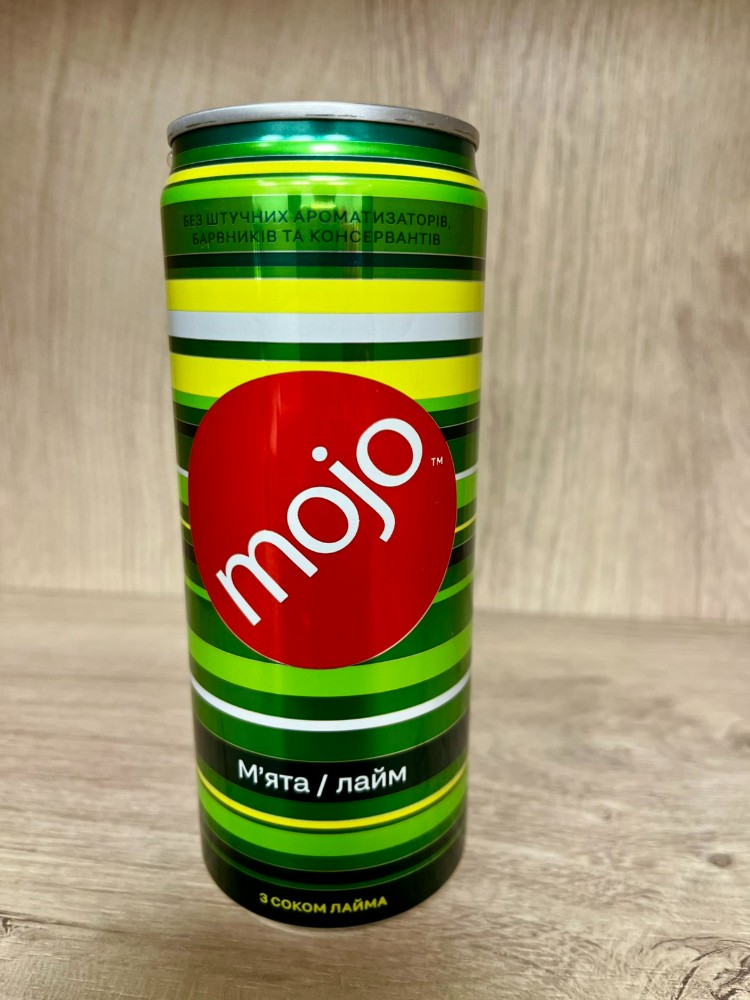 БЕЗ ШТУЧНИХ АРОМАТИЗАТОРІВ,
БАРВНИКІВ ТА КОНСЕРВАНТІВ
mojo™
М'ята / лайм
З СОКОМ ЛАЙМА